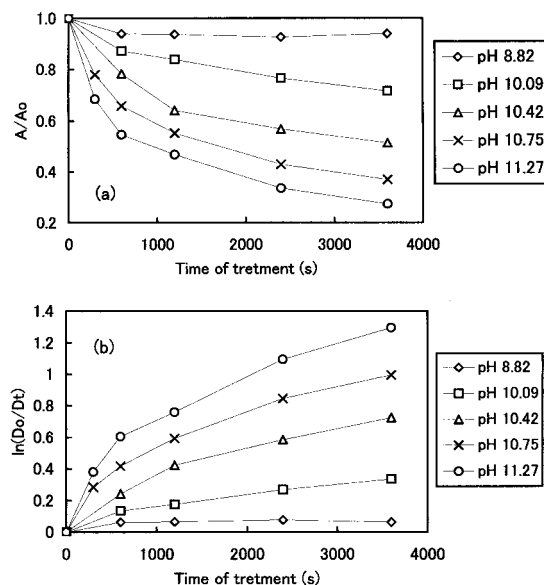 1.0
0.8
0.6
0.4
0.2
A/Ao
(a)
0 1000 2000 3000 4000
Time of tretment (s)
pH 8.82
pH 10.09
pH 10.42
pH 10.75
pH 11.27
1.4
1.2
1
0.8
0.6
0.4
0.2
0
ln(Do/Dt)
(b)
0 1000 2000 3000 4000
Time of tretment (s)
pH 8.82
pH 10.09
pH 10.42
pH 10.75
pH 11.27